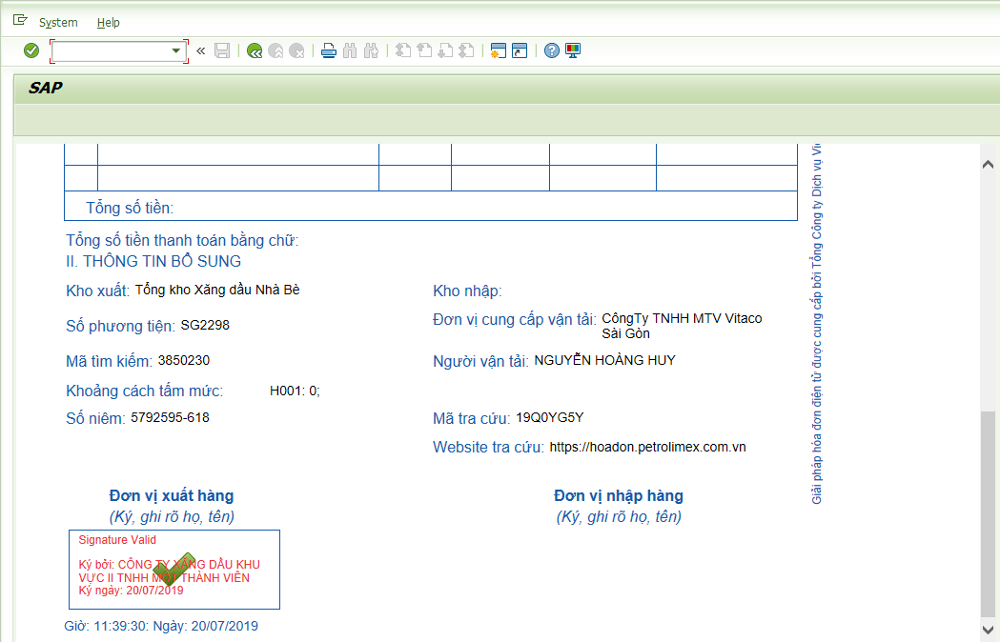 System Help
«
SAP
Tổng số tiền:
Tổng số tiền thanh toán bằng chữ:
II. THÔNG TIN BỔ SUNG
Kho xuất: Tổng kho Xăng dầu Nhà Bè
Kho nhập:
Số phương tiện: SG2298
Đơn vị cung cấp vận tải: CôngTy TNHH MTV Vitaco
Sài Gòn
Mã tìm kiếm: 3850230
Người vận tải: NGUYỄN HOÀNG HUY
Khoảng cách tấm mức: H001: 0;
Số niêm: 5792595-618
Mã tra cứu: 19Q0YG5Y
Website tra cứu: https://hoadon.petrolimex.com.vn
Đơn vị xuất hàng
(Ký, ghi rõ họ, tên)
Đơn vị nhập hàng
(Ký, ghi rõ họ, tên)
Signature Valid
Ký bởi: CÔNG TY XĂNG DẦU KHU
VỰC II TNHH MỘT THÀNH VIÊN
Ký ngày: 20/07/2019
Giờ: 11:39:30: Ngày: 20/07/2019
Giải pháp hóa đơn điện tử được cung cấp bởi Tổng Công ty Dịch vụ